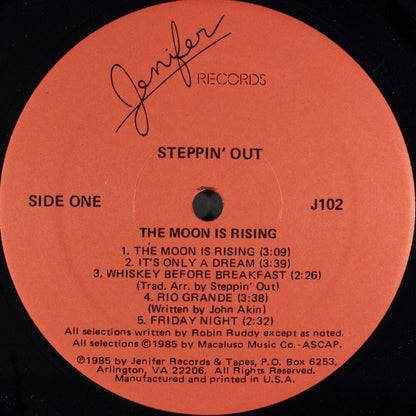 Jenifer RECORDS
STEPPIN' OUT
SIDE ONE J102
THE MOON IS RISING
1. THE MOON IS RISING (3:09)
2. IT'S ONLY A DREAM (3:39)
3. WHISKEY BEFORE BREAKFAST (2:26)
(Trad. Arr. by Steppin' Out)
4. RIO GRANDE (3:38)
(Written by John Akin)
5. FRIDAY NIGHT (2:32)
All selections written by Robin Ruddy except as noted.
All selections ©1985 by Macaluso Music Co. - ASCAP.
℗1985 by Jenifer Records & Tapes, P.O. Box 6253,
Arlington, VA 22206. All Rights Reserved.
Manufactured and printed in U.S.A.